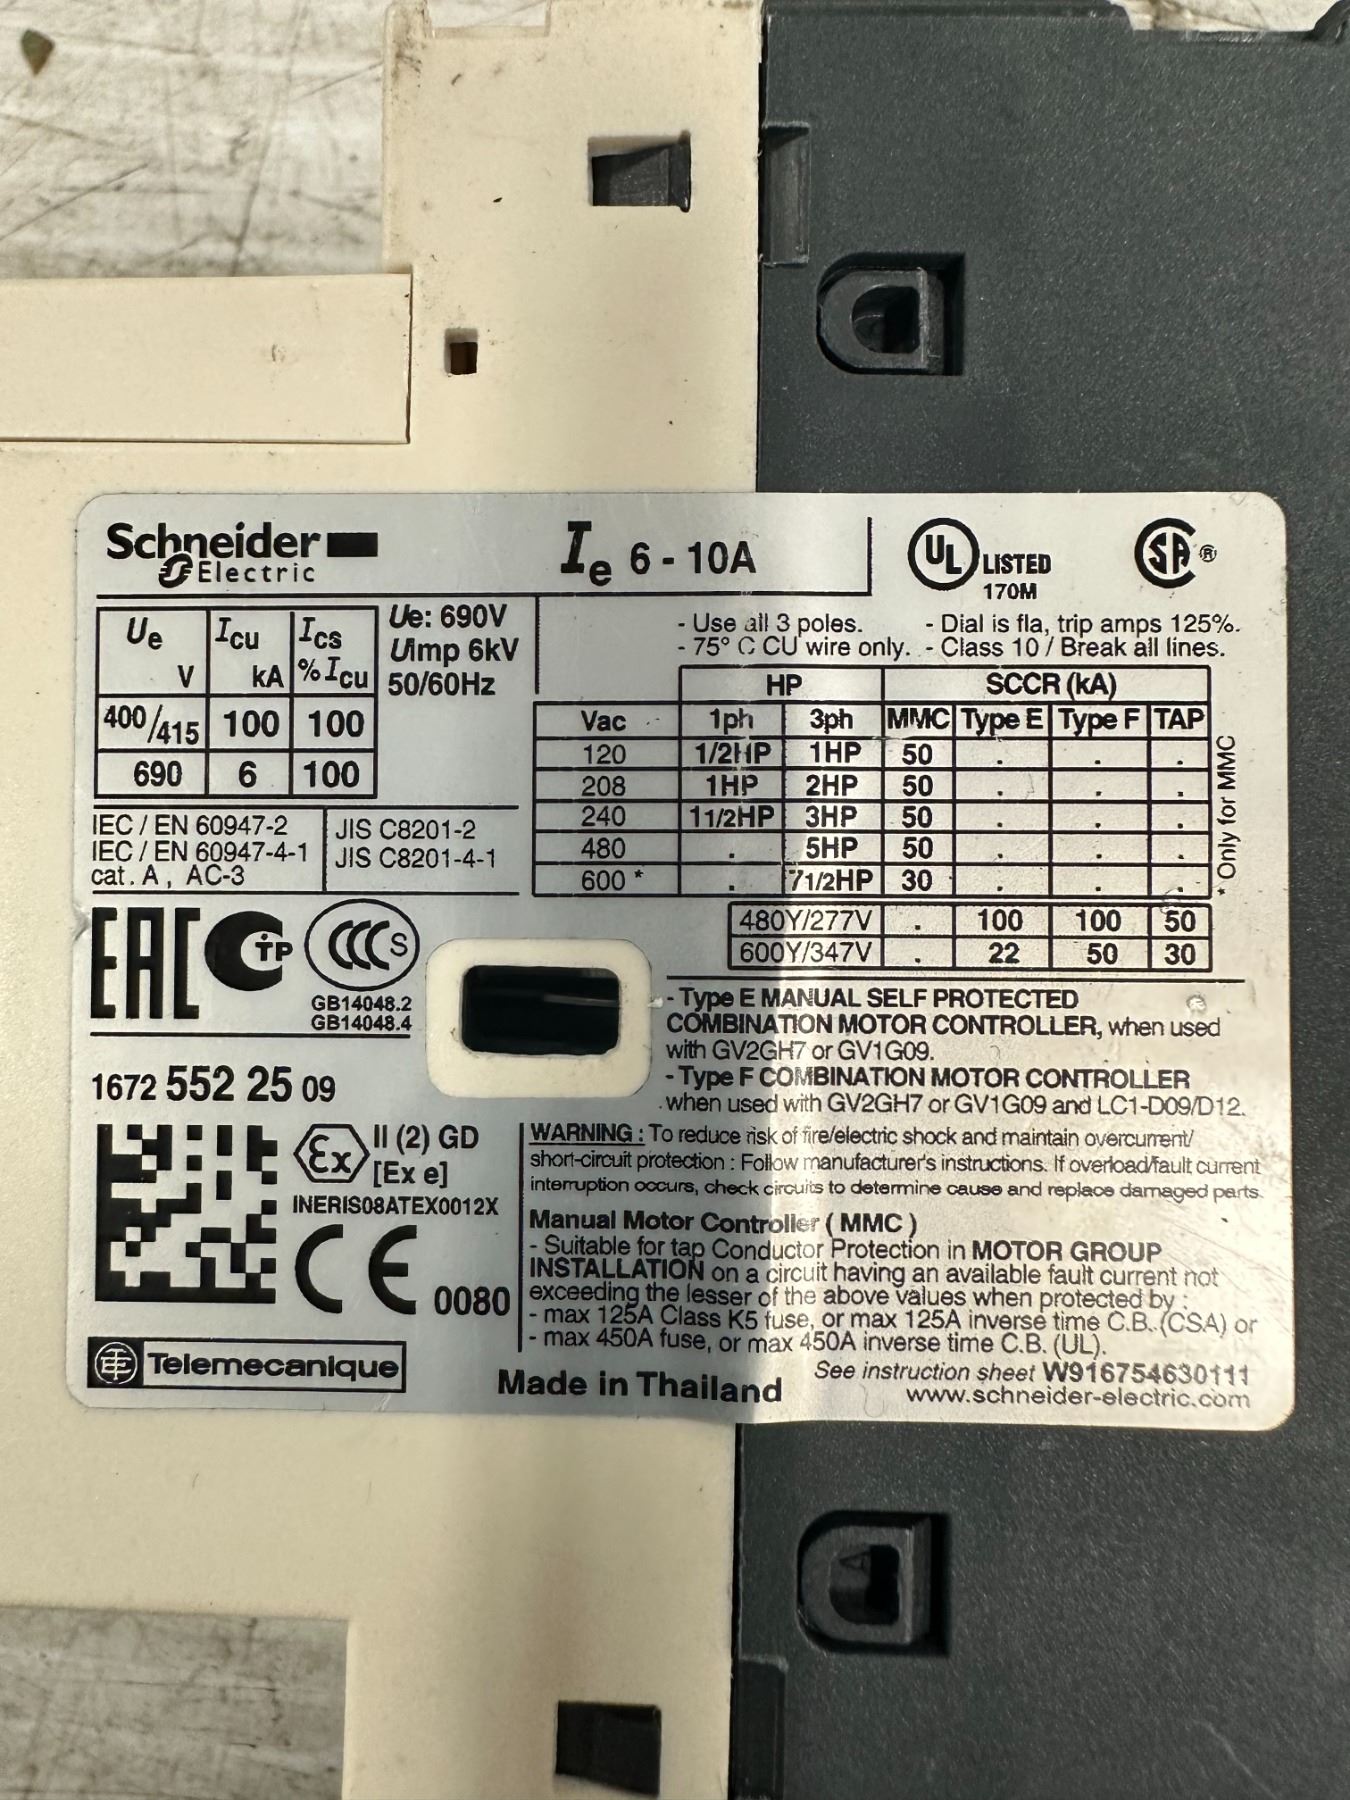 Schneider
Electric
Ie 6 - 10A
UL LISTED
170M
SA ®
Ue V Icu kA Ics % Icu
400/415 100 100
690 6 100
Ue: 690V
Uimp 6kV
50/60Hz
- Use all 3 poles. - Dial is fla, trip amps 125%.
- 75° C CU wire only. - Class 10 / Break all lines.
HP SCCR (kA)
Vac 1ph 3ph MMC Type E Type F TAP
120 1/2HP 1HP 50 . . .
208 1HP 2HP 50 . . .
240 11/2HP 3HP 50 . . .
480 . 5HP 50 . . .
600 * . 71/2HP 30 . . .
* Only for MMC
480Y/277V . 100 100 50
600Y/347V . 22 50 30
IEC / EN 60947-2
IEC / EN 60947-4-1
cat. A, AC-3
JIS C8201-2
JIS C8201-4-1
EAC
CCC S
GB14048.2
GB14048.4
1672 552 25 09
- Type E MANUAL SELF PROTECTED
COMBINATION MOTOR CONTROLLER, when used
with GV2GH7 or GV1G09.
- Type F COMBINATION MOTOR CONTROLLER
when used with GV2GH7 or GV1G09 and LC1-D09/D12.
Ex II (2) GD
[Ex e]
INERIS08ATEX0012X
CE 0080
WARNING : To reduce risk of fire/electric shock and maintain overcurrent/
short-circuit protection : Follow manufacturer's instructions. If overload/fault current
interruption occurs, check circuits to determine cause and replace damaged parts.
Manual Motor Controller ( MMC )
- Suitable for tap Conductor Protection in MOTOR GROUP
INSTALLATION on a circuit having an available fault current not
exceeding the lesser of the above values when protected by :
- max 125A Class K5 fuse, or max 125A inverse time C.B. (CSA) or
- max 450A fuse, or max 450A inverse time C.B. (UL).
Telemecanique
Made in Thailand
See instruction sheet W916754630111
www.schneider-electric.com